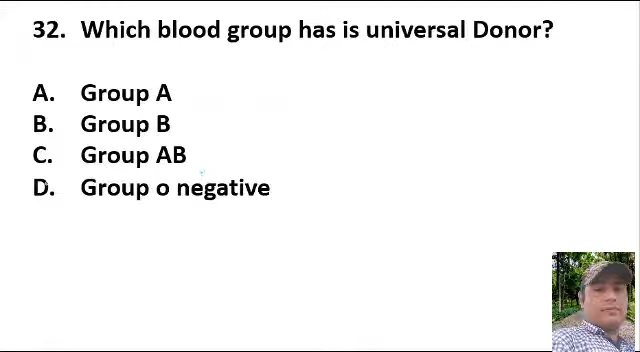 32. Which blood group has is universal Donor?
A. Group A
B. Group B
C. Group AB
D. Group o negative